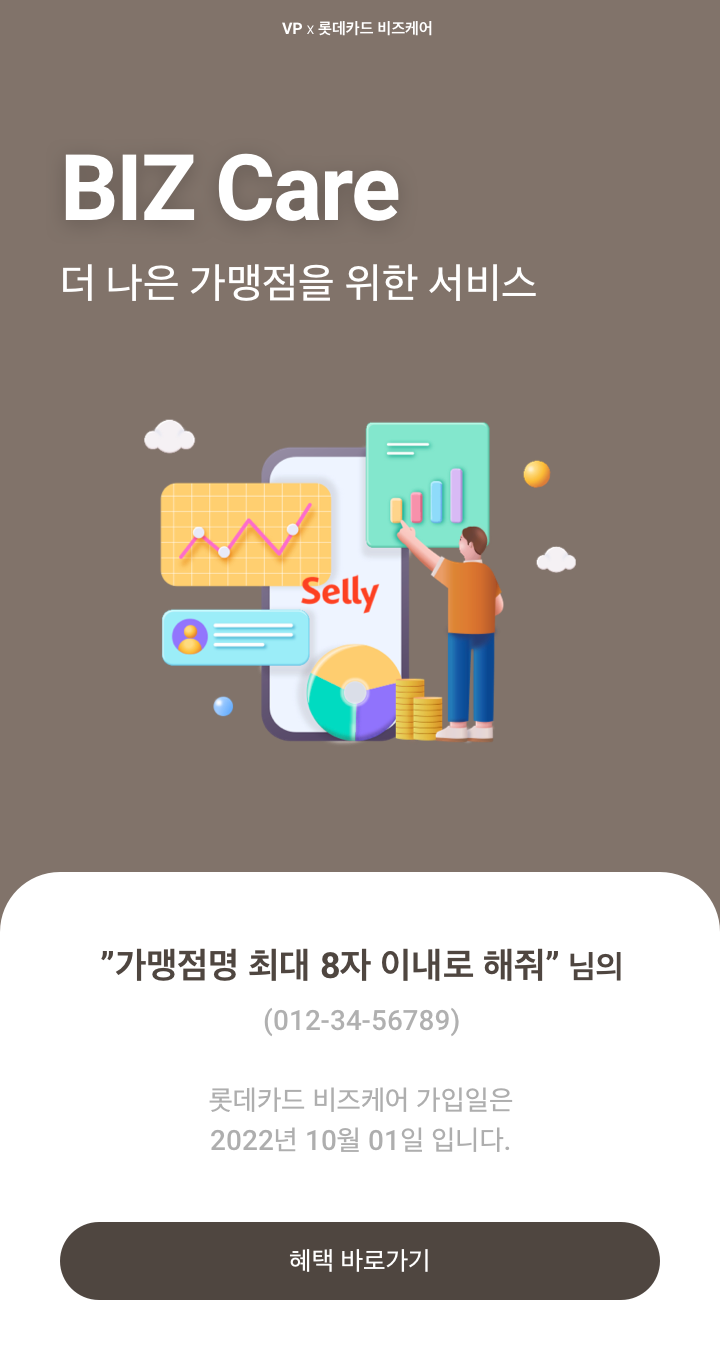 VP x 롯데카드 비즈케어
BIZ Care
더 나은 가맹점을 위한 서비스
Selly
”가맹점명 최대 8자 이내로 해줘” 님의
(012-34-56789)
롯데카드 비즈케어 가입일은
2022년 10월 01일 입니다.
혜택 바로가기